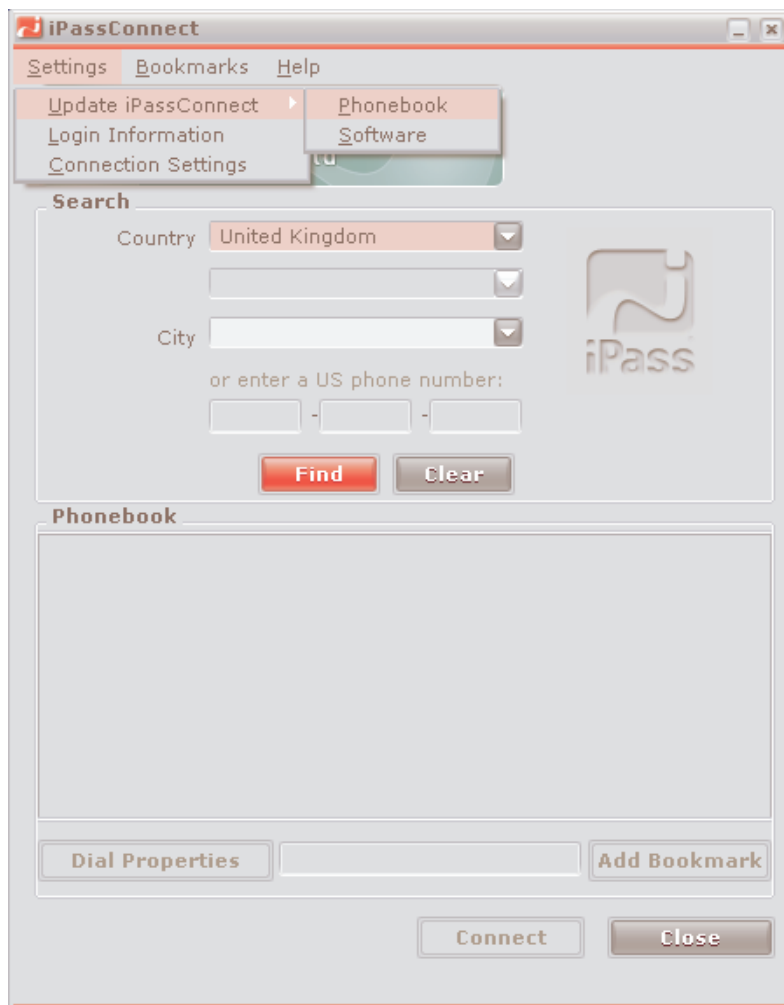 iPassConnect
Settings Bookmarks Help
Update iPassConnect Phonebook
Login Information Software
Connection Settings
Search
Country United Kingdom
City
iPass
or enter a US phone number:
- -
Find Clear
Phonebook
Dial Properties Add Bookmark
Connect Close